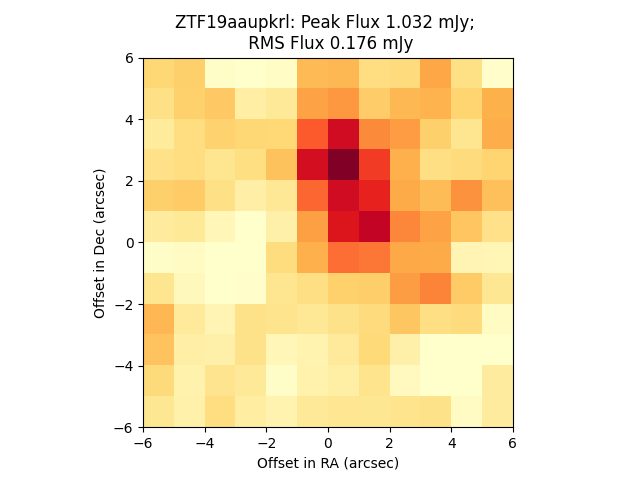 ZTF19aaupkrl: Peak Flux 1.032 mJy;
RMS Flux 0.176 mJy
6
4
2
0
−2
−4
−6
Offset in Dec (arcsec)
−6 −4 −2 0 2 4 6
Offset in RA (arcsec)